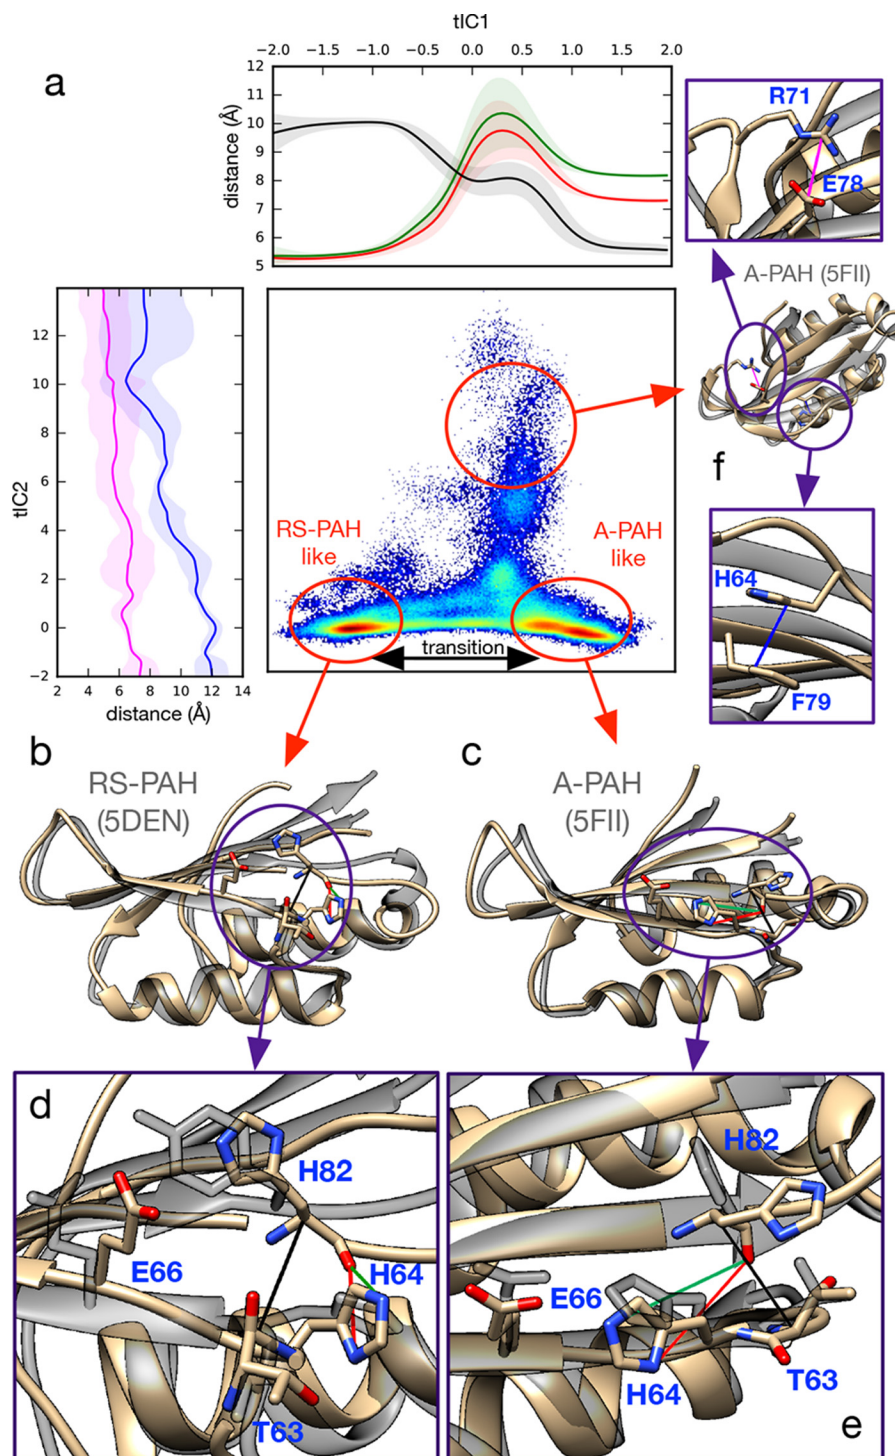 tIC1
−2.0 −1.5 −1.0 −0.5 0.0 0.5 1.0 1.5 2.0
a
12
11
10
9
8
7
6
5
distance (Å)
R71
E78
A-PAH (5FII)
12
10
8
6
4
2
0
−2
tIC2
2 4 6 8 10 12 14
distance (Å)
RS-PAH
like
A-PAH
like
transition
f
H64
F79
b
RS-PAH
(5DEN)
c
A-PAH
(5FII)
d
H82
E66
H64
T63
H82
E66
H64
T63
e